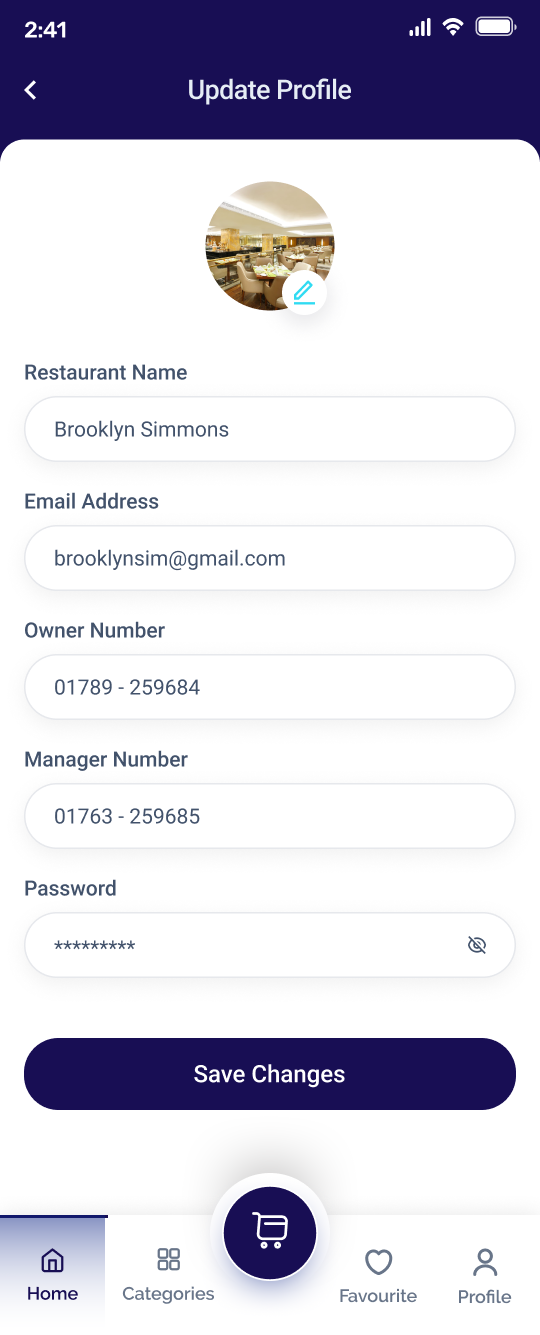 2:41
Update Profile
Restaurant Name
Brooklyn Simmons
Email Address
brooklynsim@gmail.com
Owner Number
01789 - 259684
Manager Number
01763 - 259685
Password
*********
Save Changes
Home
Categories
Favourite
Profile